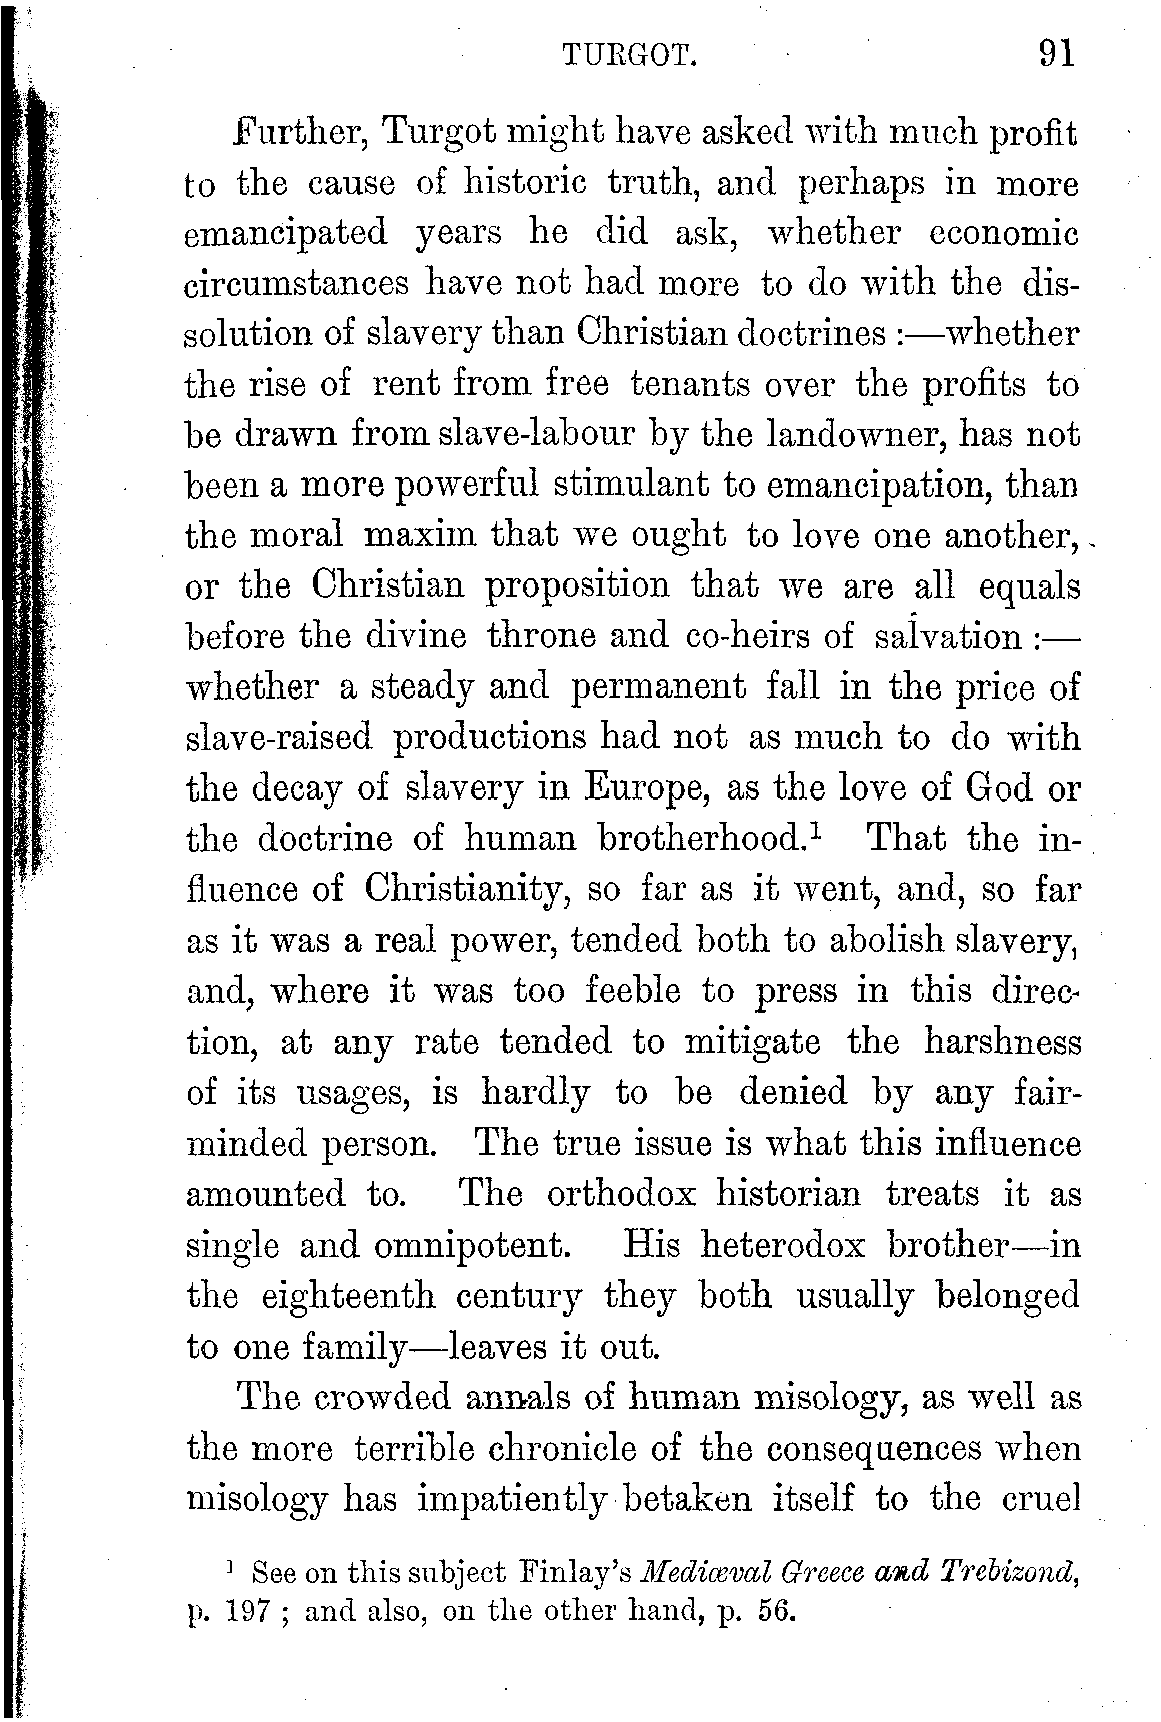 TURGOT. 91
Further, Turgot might have asked with much profit
to the cause of historic truth, and perhaps in more
emancipated years he did ask, whether economic
circumstances have not had more to do with the dis-
solution of slavery than Christian doctrines :—whether
the rise of rent from free tenants over the profits to
be drawn from slave-labour by the landowner, has not
been a more powerful stimulant to emancipation, than
the moral maxim that we ought to love one another,
or the Christian proposition that we are all equals
before the divine throne and co-heirs of salvation :—
whether a steady and permanent fall in the price of
slave-raised productions had not as much to do with
the decay of slavery in Europe, as the love of God or
the doctrine of human brotherhood.¹ That the in-
fluence of Christianity, so far as it went, and, so far
as it was a real power, tended both to abolish slavery,
and, where it was too feeble to press in this direc-
tion, at any rate tended to mitigate the harshness
of its usages, is hardly to be denied by any fair-
minded person. The true issue is what this influence
amounted to. The orthodox historian treats it as
single and omnipotent. His heterodox brother—in
the eighteenth century they both usually belonged
to one family—leaves it out.
The crowded annals of human misology, as well as
the more terrible chronicle of the consequences when
misology has impatiently betaken itself to the cruel
¹ See on this subject Finlay's Mediæval Greece and Trebizond,
p. 197 ; and also, on the other hand, p. 56.